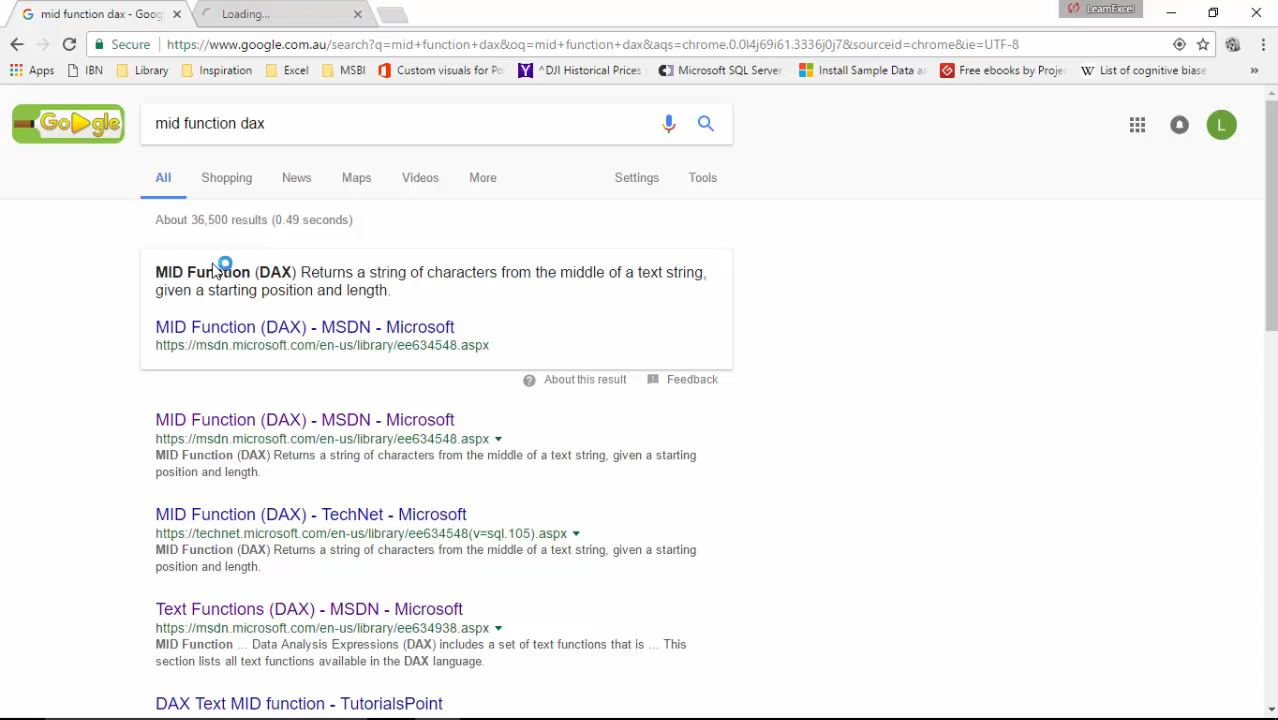 mid function dax - Goog
Loading...
LearnExcel
Secure
https://www.google.com.au/search?q=mid+function+dax&oq=mid+function+dax&aqs=chrome.0.0l4j69i61.3336j0j7&sourceid=chrome&ie=UTF-8
Apps IBN Library Inspiration Excel MSBI Custom visuals for Po ^DJI Historical Prices Microsoft SQL Server Install Sample Data a Free ebooks by Projec List of cognitive biase »
Google
mid function dax
L
All Shopping News Maps Videos More Settings Tools
About 36,500 results (0.49 seconds)
MID Function (DAX) Returns a string of characters from the middle of a text string,
given a starting position and length.
MID Function (DAX) - MSDN - Microsoft
https://msdn.microsoft.com/en-us/library/ee634548.aspx
About this result Feedback
MID Function (DAX) - MSDN - Microsoft
https://msdn.microsoft.com/en-us/library/ee634548.aspx
MID Function (DAX) Returns a string of characters from the middle of a text string, given a starting
position and length.
MID Function (DAX) - TechNet - Microsoft
https://technet.microsoft.com/en-us/library/ee634548(v=sql.105).aspx
MID Function (DAX) Returns a string of characters from the middle of a text string, given a starting
position and length.
Text Functions (DAX) - MSDN - Microsoft
https://msdn.microsoft.com/en-us/library/ee634938.aspx
MID Function ... Data Analysis Expressions (DAX) includes a set of text functions that is ... This
section lists all text functions available in the DAX language.
DAX Text MID function - TutorialsPoint